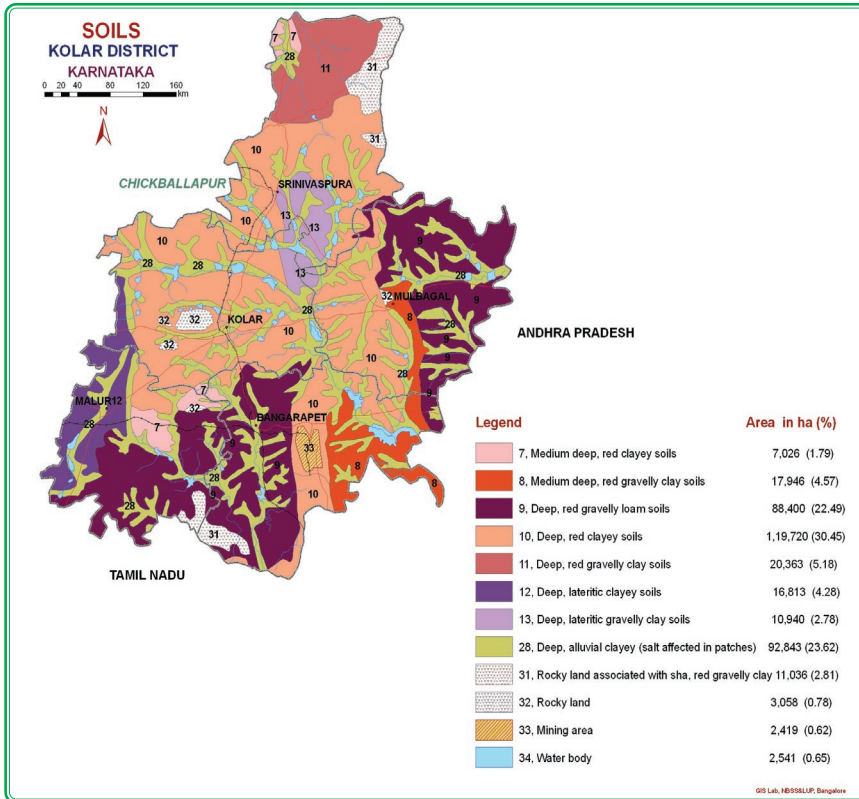 SOILS
KOLAR DISTRICT
KARNATAKA
0 20 40 60 80 120 160
km
N
7
7
28
11
31
31
10
CHICKBALLAPUR
SRINIVASPURA
13
13
10
10
9
28
28
28
13
9
32
MULBAGAL
32
32
28
8
KOLAR
10
28
9
ANDHRA PRADESH
32
9
10
9
28
7
9
MALUR12
32
10
28
7
BANGARAPET
9
33
9
8
28
9
10
28
8
31
TAMIL NADU
Legend Area in ha (%)
7, Medium deep, red clayey soils 7,026 (1.79)
8, Medium deep, red gravelly clay soils 17,946 (4.57)
9, Deep, red gravelly loam soils 88,400 (22.49)
10, Deep, red clayey soils 1,19,720 (30.45)
11, Deep, red gravelly clay soils 20,363 (5.18)
12, Deep, lateritic clayey soils 16,813 (4.28)
13, Deep, lateritic gravelly clay soils 10,940 (2.78)
28, Deep, alluvial clayey (salt affected in patches) 92,843 (23.62)
31, Rocky land associated with sha, red gravelly clay 11,036 (2.81)
32, Rocky land 3,058 (0.78)
33, Mining area 2,419 (0.62)
34, Water body 2,541 (0.65)
GIS Lab, NBSS&LUP, Bangalore